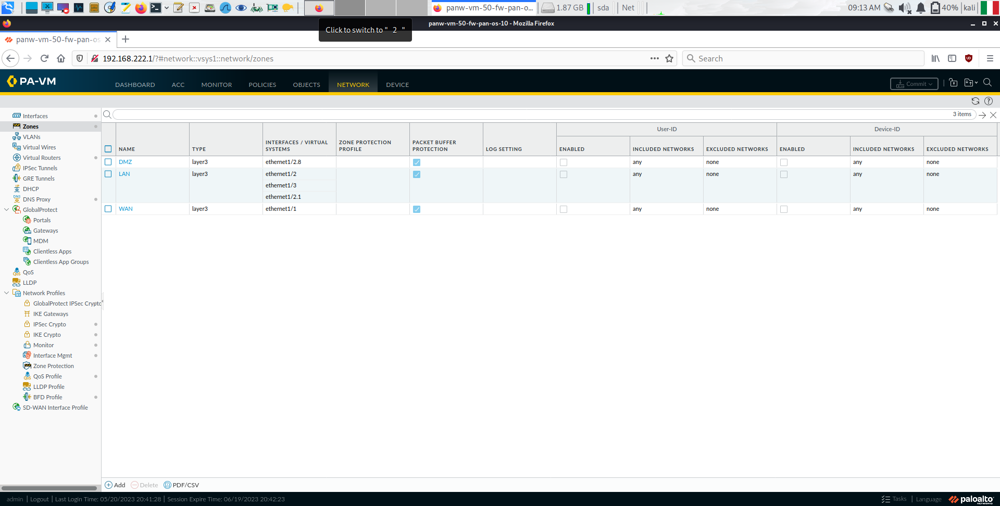 panw-vm-50-fw-pan-o... 1.87 GB sda Net 09:13 AM 40% kali
panw-vm-50-fw-pan-os-10 - Mozilla Firefox
Click to switch to " 2 "
panw-vm-50-fw-pan-os
192.168.222.1/?#network::vsys1::network/zones
Search
PA-VM
DASHBOARD ACC MONITOR POLICIES OBJECTS NETWORK DEVICE
Commit
Interfaces
Zones
VLANs
Virtual Wires
Virtual Routers
IPSec Tunnels
GRE Tunnels
DHCP
DNS Proxy
GlobalProtect
Portals
Gateways
MDM
Clientless Apps
Clientless App Groups
QoS
LLDP
Network Profiles
GlobalProtect IPSec Crypto
IKE Gateways
IPSec Crypto
IKE Crypto
Monitor
Interface Mgmt
Zone Protection
QoS Profile
LLDP Profile
BFD Profile
SD-WAN Interface Profile
3 items
User-ID Device-ID
NAME TYPE INTERFACES / VIRTUAL SYSTEMS ZONE PROTECTION PROFILE PACKET BUFFER PROTECTION LOG SETTING ENABLED INCLUDED NETWORKS EXCLUDED NETWORKS ENABLED INCLUDED NETWORKS EXCLUDED NETWORKS
DMZ layer3 ethernet1/2.8 any none any none
LAN layer3 ethernet1/2 any none any none
ethernet1/3
ethernet1/2.1
WAN layer3 ethernet1/1 any none any none
Add Delete PDF/CSV
admin | Logout | Last Login Time: 05/20/2023 20:41:28 | Session Expire Time: 06/19/2023 20:42:23
Tasks | Language paloalto NETWORKS